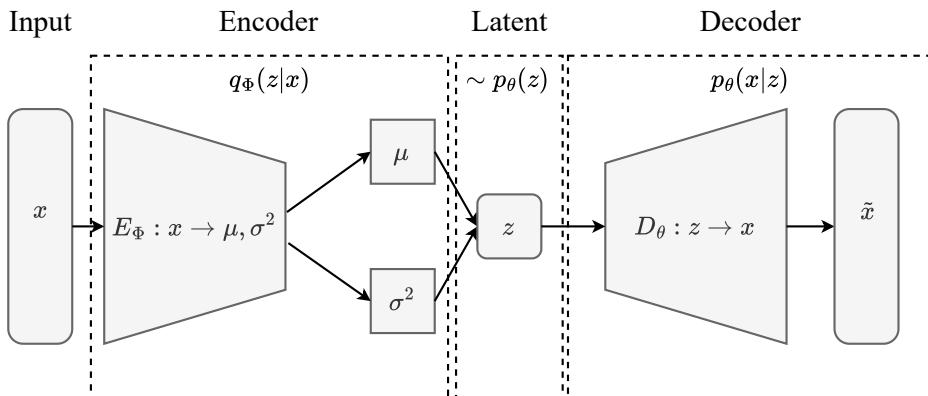 Input Encoder Latent Decoder
q_Φ(z|x) ∼ p_θ(z) p_θ(x|z)
μ
x E_Φ : x → μ, σ² z D_θ : z → x x̃
σ²